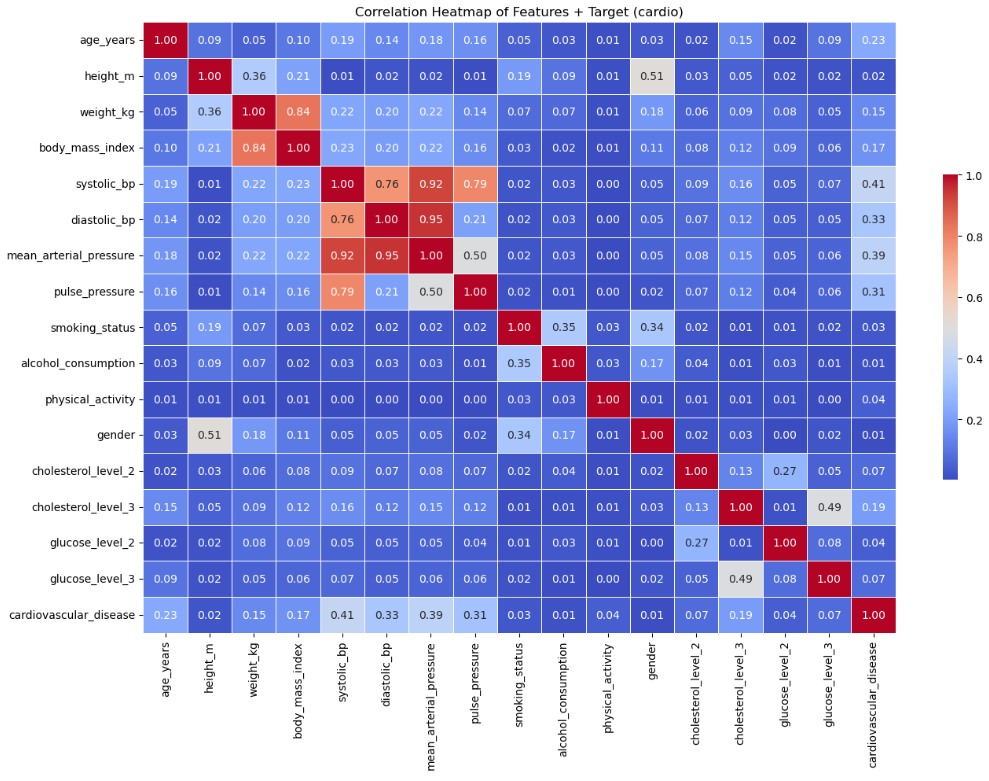 Correlation Heatmap of Features + Target (cardio)
age_years 1.00 0.09 0.05 0.10 0.19 0.14 0.18 0.16 0.05 0.03 0.01 0.03 0.02 0.15 0.02 0.09 0.23
height_m 0.09 1.00 0.36 0.21 0.01 0.02 0.02 0.01 0.19 0.09 0.01 0.51 0.03 0.05 0.02 0.02 0.02
weight_kg 0.05 0.36 1.00 0.84 0.22 0.20 0.22 0.14 0.07 0.07 0.01 0.18 0.06 0.09 0.08 0.05 0.15
body_mass_index 0.10 0.21 0.84 1.00 0.23 0.20 0.22 0.16 0.03 0.02 0.01 0.11 0.08 0.12 0.09 0.06 0.17
systolic_bp 0.19 0.01 0.22 0.23 1.00 0.76 0.92 0.79 0.02 0.03 0.00 0.05 0.09 0.16 0.05 0.07 0.41
diastolic_bp 0.14 0.02 0.20 0.20 0.76 1.00 0.95 0.21 0.02 0.03 0.00 0.05 0.07 0.12 0.05 0.05 0.33
mean_arterial_pressure 0.18 0.02 0.22 0.22 0.92 0.95 1.00 0.50 0.02 0.03 0.00 0.05 0.08 0.15 0.05 0.06 0.39
pulse_pressure 0.16 0.01 0.14 0.16 0.79 0.21 0.50 1.00 0.02 0.01 0.00 0.02 0.07 0.12 0.04 0.06 0.31
smoking_status 0.05 0.19 0.07 0.03 0.02 0.02 0.02 0.02 1.00 0.35 0.03 0.34 0.02 0.01 0.01 0.02 0.03
alcohol_consumption 0.03 0.09 0.07 0.02 0.03 0.03 0.03 0.01 0.35 1.00 0.03 0.17 0.04 0.01 0.03 0.01 0.01
physical_activity 0.01 0.01 0.01 0.01 0.00 0.00 0.00 0.00 0.03 0.03 1.00 0.01 0.01 0.01 0.01 0.00 0.04
gender 0.03 0.51 0.18 0.11 0.05 0.05 0.05 0.02 0.34 0.17 0.01 1.00 0.02 0.03 0.00 0.02 0.01
cholesterol_level_2 0.02 0.03 0.06 0.08 0.09 0.07 0.08 0.07 0.02 0.04 0.01 0.02 1.00 0.13 0.27 0.05 0.07
cholesterol_level_3 0.15 0.05 0.09 0.12 0.16 0.12 0.15 0.12 0.01 0.01 0.01 0.03 0.13 1.00 0.01 0.49 0.19
glucose_level_2 0.02 0.02 0.08 0.09 0.05 0.05 0.05 0.04 0.01 0.03 0.01 0.00 0.27 0.01 1.00 0.08 0.04
glucose_level_3 0.09 0.02 0.05 0.06 0.07 0.05 0.06 0.06 0.02 0.01 0.00 0.02 0.05 0.49 0.08 1.00 0.07
cardiovascular_disease 0.23 0.02 0.15 0.17 0.41 0.33 0.39 0.31 0.03 0.01 0.04 0.01 0.07 0.19 0.04 0.07 1.00
age_years
height_m
weight_kg
body_mass_index
systolic_bp
diastolic_bp
mean_arterial_pressure
pulse_pressure
smoking_status
alcohol_consumption
physical_activity
gender
cholesterol_level_2
cholesterol_level_3
glucose_level_2
glucose_level_3
cardiovascular_disease
1.0
0.8
0.6
0.4
0.2